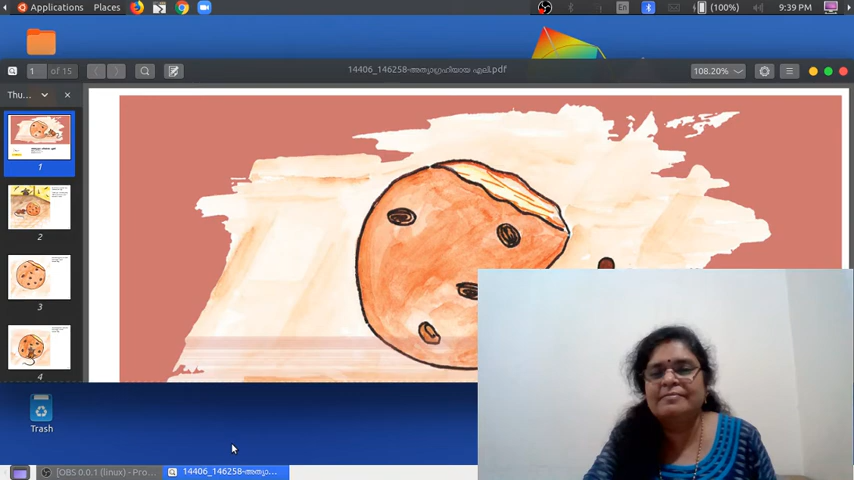 Applications Places
En
(100%)
9:39 PM
1 of 15
14406_146258-അത്യാഗ്രഹിയായ എലി.pdf
108.20%
Thu...
1
2
3
4
Trash
[OBS 0.0.1 (linux) - Pro...
14406_146258-അത്യാ...